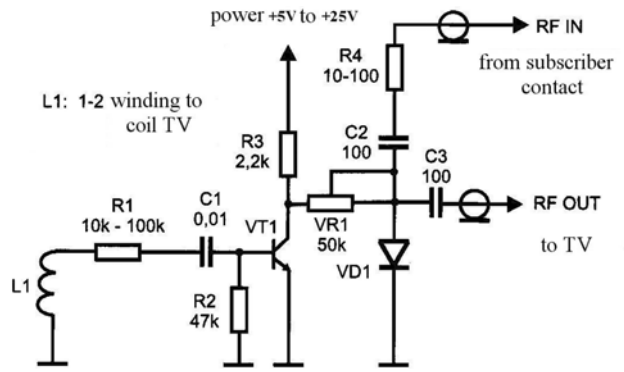 power +5V to +25V
RF IN
from subscriber
contact
R4
10-100
L1: 1-2 winding to
coil TV
R3
2,2k
C2
100
C3
100
R1
10k - 100k
C1
0,01
VT1
VR1
50k
RF OUT
to TV
L1
R2
47k
VD1